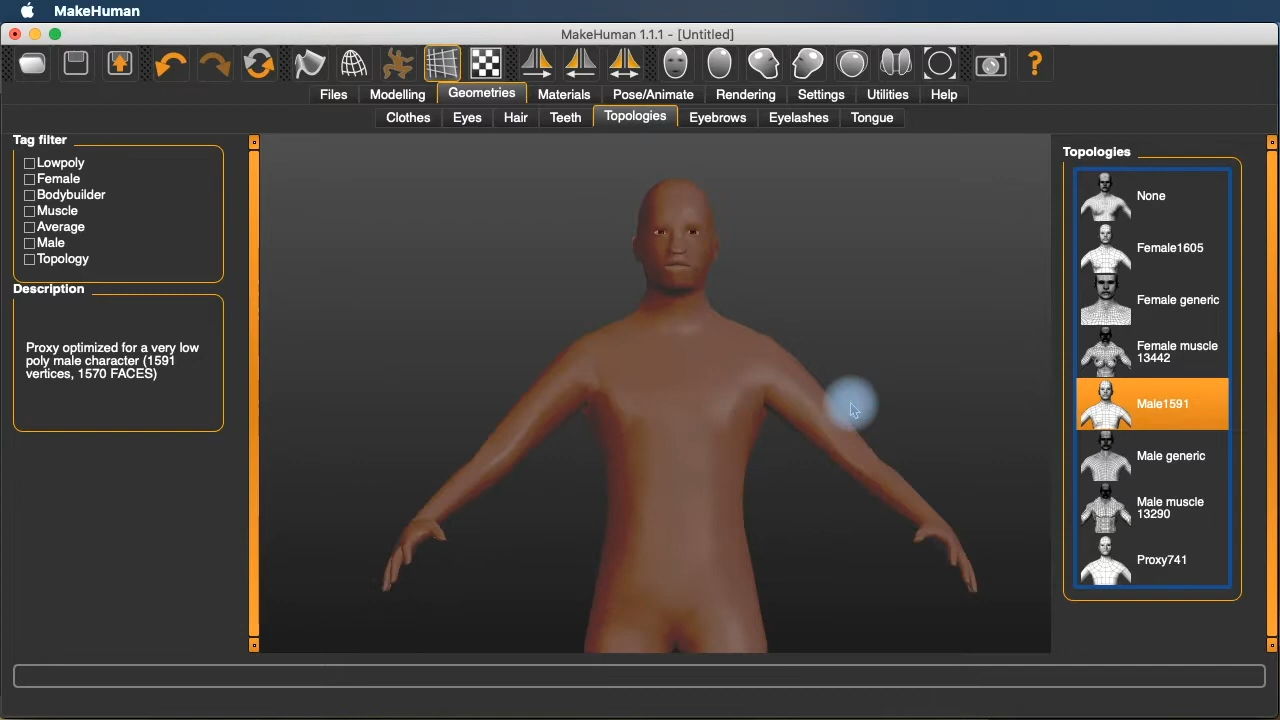 MakeHuman
MakeHuman 1.1.1 - [Untitled]
?
Files Modelling Geometries Materials Pose/Animate Rendering Settings Utilities Help
Clothes Eyes Hair Teeth Topologies Eyebrows Eyelashes Tongue
Tag filter
Lowpoly
Female
Bodybuilder
Muscle
Average
Male
Topology
Description
Proxy optimized for a very low
poly male character (1591
vertices, 1570 FACES)
Topologies
None
Female1605
Female generic
Female muscle
13442
Male1591
Male generic
Male muscle
13290
Proxy741